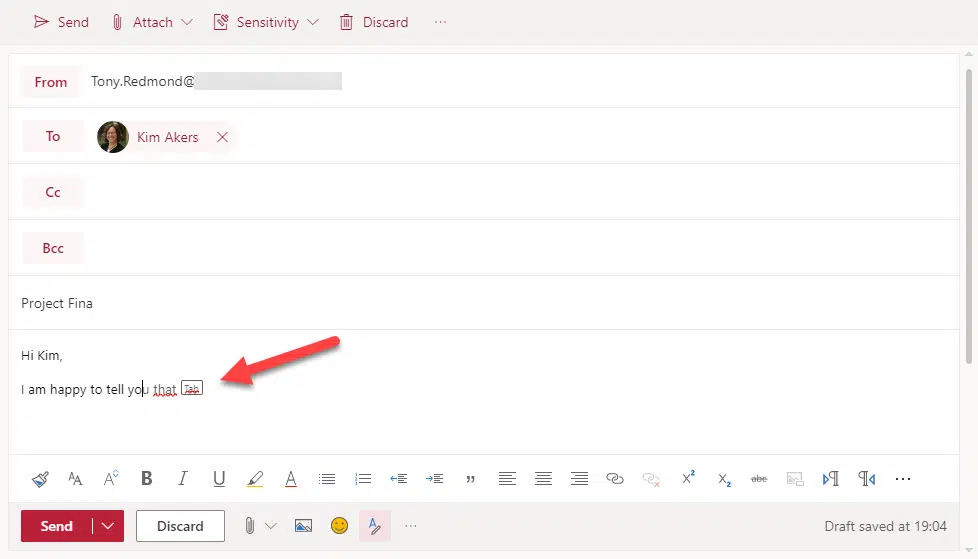 Send Attach Sensitivity Discard ...
From Tony.Redmond@
To Kim Akers
Cc
Bcc
Project Fina
Hi Kim,
I am happy to tell you that Tab
B I U A
Send Discard Draft saved at 19:04